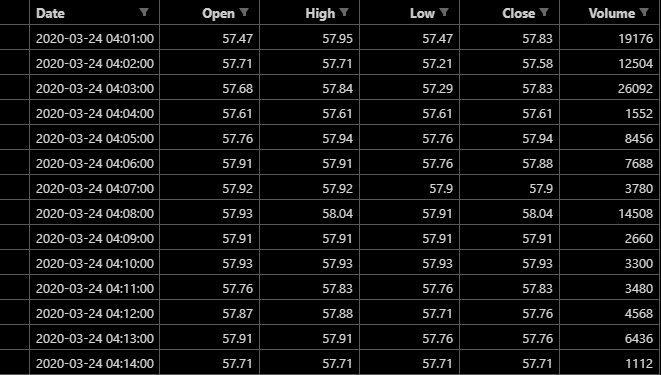 Date Open High Low Close Volume
2020-03-24 04:01:00 57.47 57.95 57.47 57.83 19176
2020-03-24 04:02:00 57.71 57.71 57.21 57.58 12504
2020-03-24 04:03:00 57.68 57.84 57.29 57.83 26092
2020-03-24 04:04:00 57.61 57.61 57.61 57.61 1552
2020-03-24 04:05:00 57.76 57.94 57.76 57.94 8456
2020-03-24 04:06:00 57.91 57.91 57.76 57.88 7688
2020-03-24 04:07:00 57.92 57.92 57.9 57.9 3780
2020-03-24 04:08:00 57.93 58.04 57.91 58.04 14508
2020-03-24 04:09:00 57.91 57.91 57.91 57.91 2660
2020-03-24 04:10:00 57.93 57.93 57.93 57.93 3300
2020-03-24 04:11:00 57.76 57.83 57.76 57.83 3480
2020-03-24 04:12:00 57.87 57.88 57.71 57.76 4568
2020-03-24 04:13:00 57.91 57.91 57.76 57.76 6436
2020-03-24 04:14:00 57.71 57.71 57.71 57.71 1112